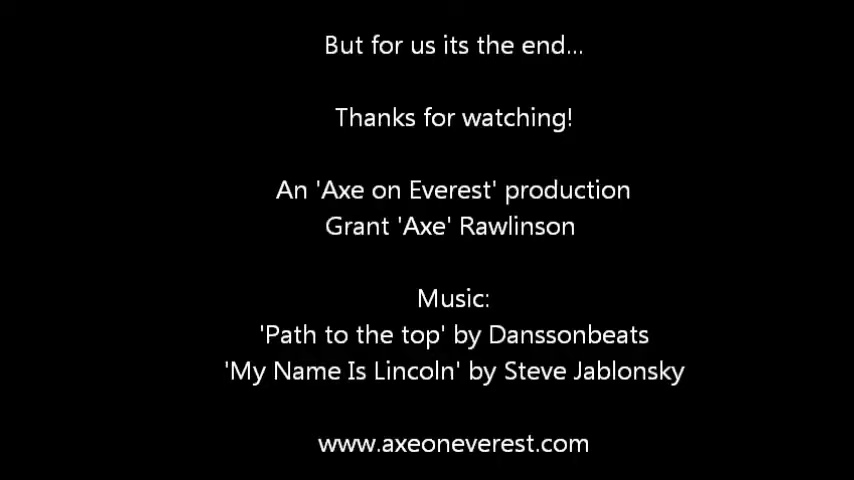 But for us its the end...
Thanks for watching!
An 'Axe on Everest' production
Grant 'Axe' Rawlinson
Music:
'Path to the top' by Danssonbeats
'My Name Is Lincoln' by Steve Jablonsky
www.axeoneverest.com